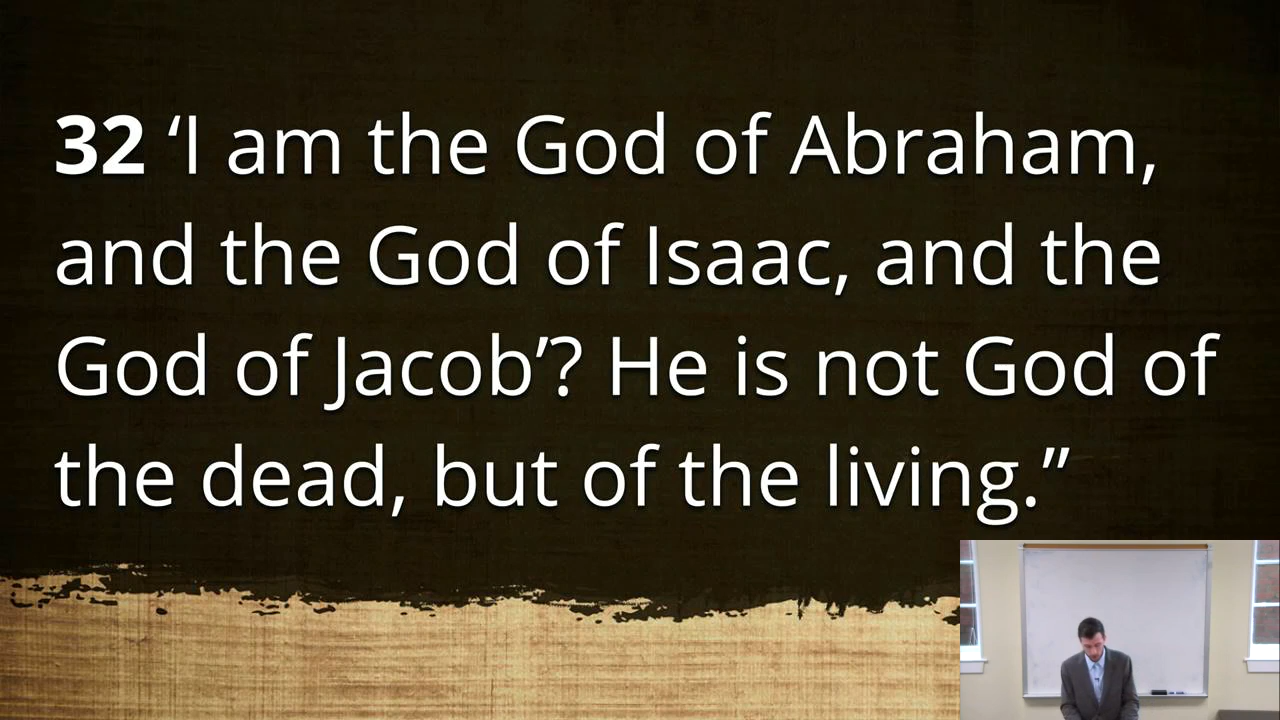 32 ‘I am the God of Abraham,
and the God of Isaac, and the
God of Jacob’? He is not God of
the dead, but of the living.”